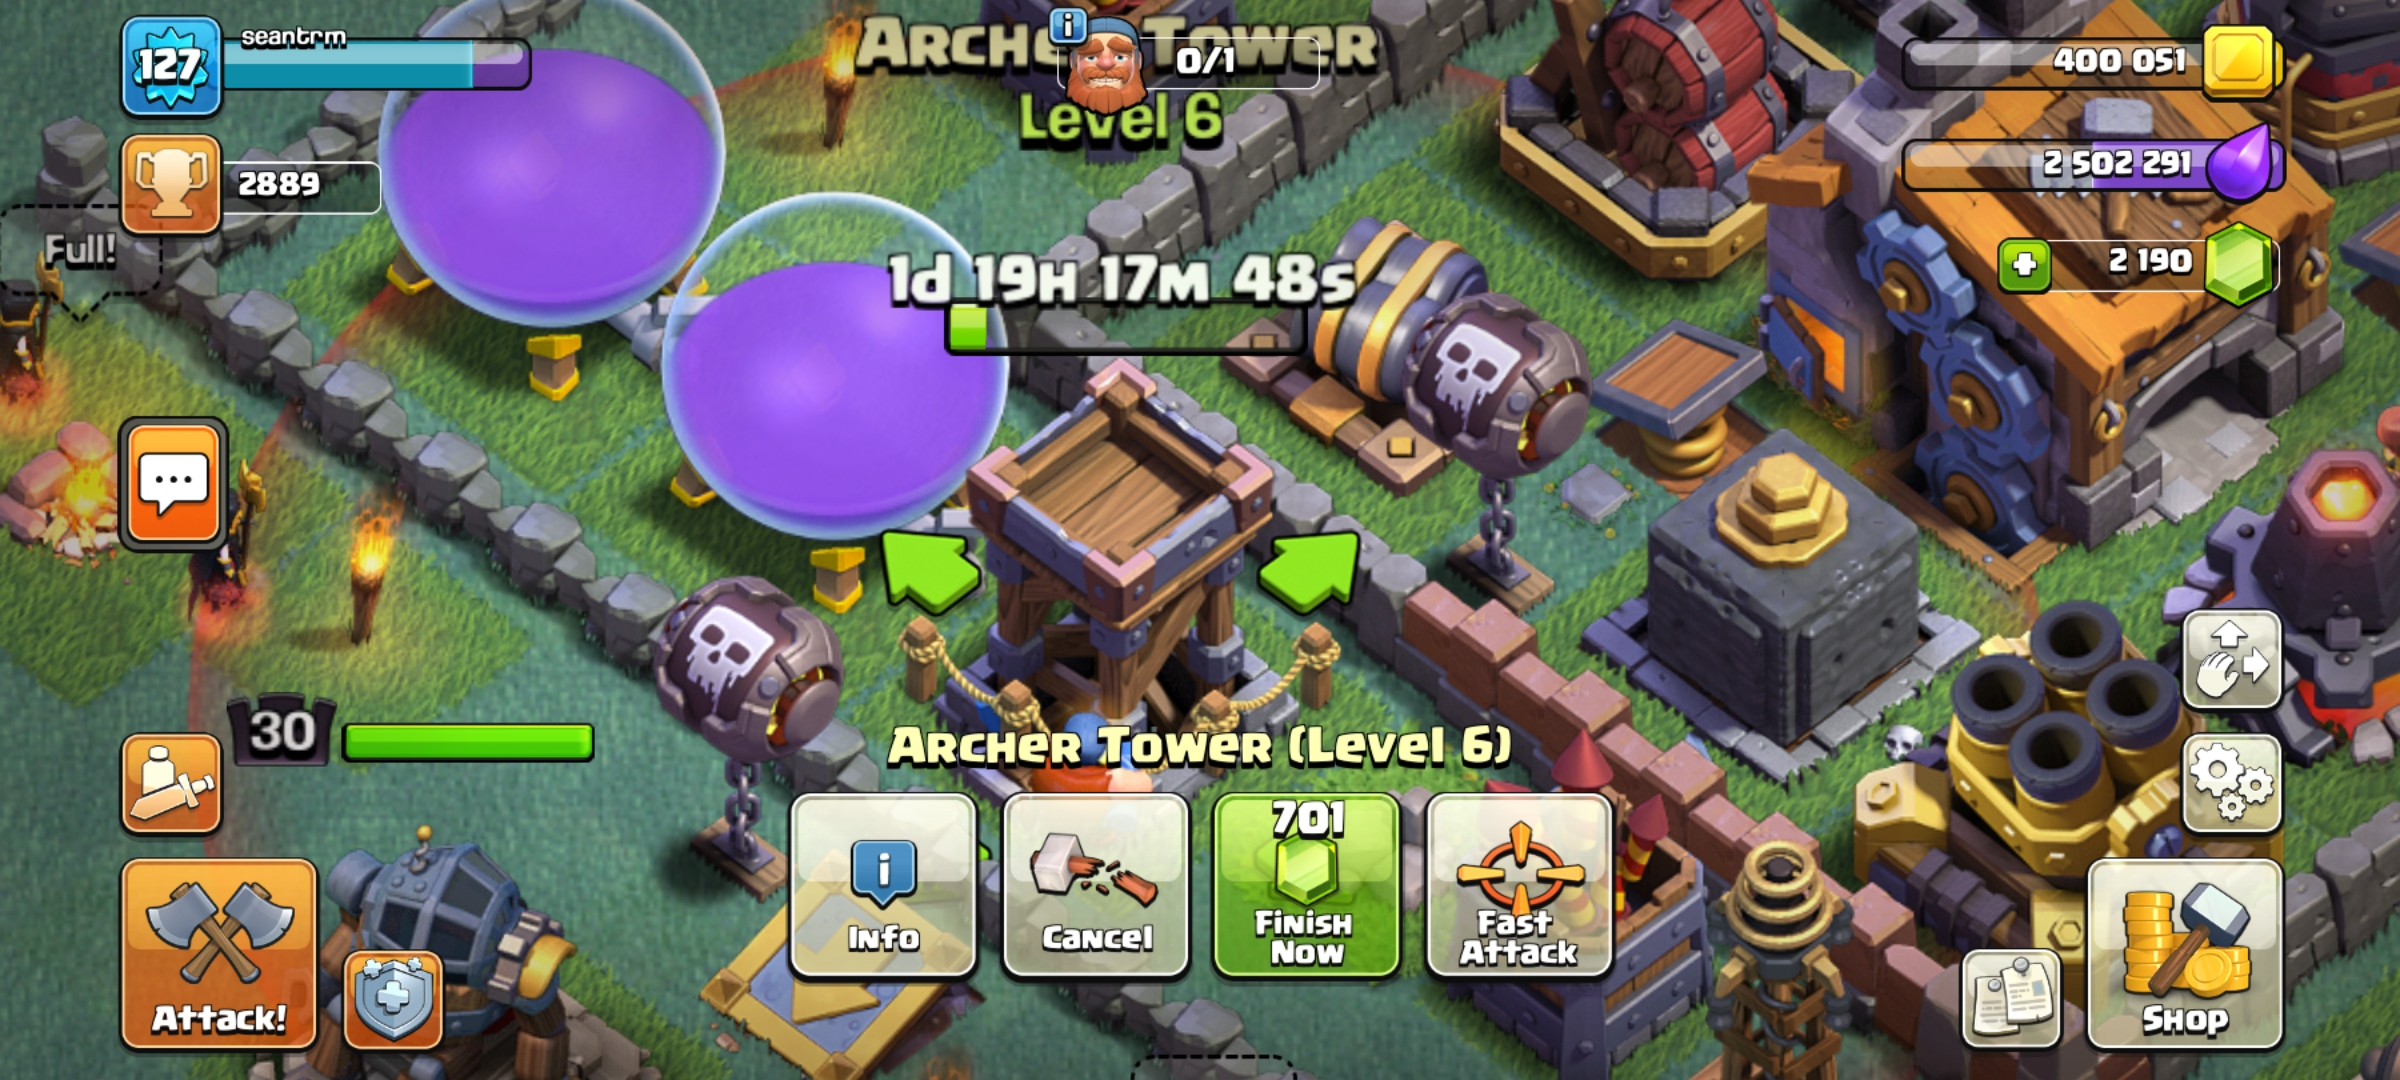 127
seantrm
Archer Tower
0/1
Level 6
400 051
2889
2 502 291
Full!
2 190
1d 19H 17M 48s
30
Archer Tower (Level 6)
Info
Cancel
701
Finish
Now
Fast
Attack
Attack!
Shop